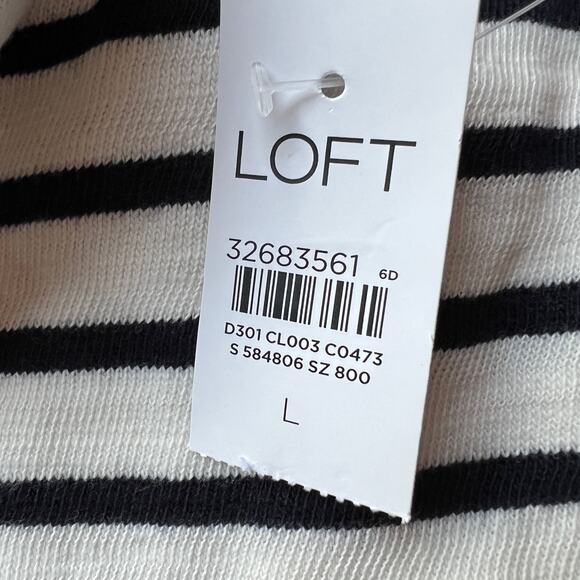 LOFT
32683561 6D
D301 CL003 C0473
S 584806 SZ 800
L